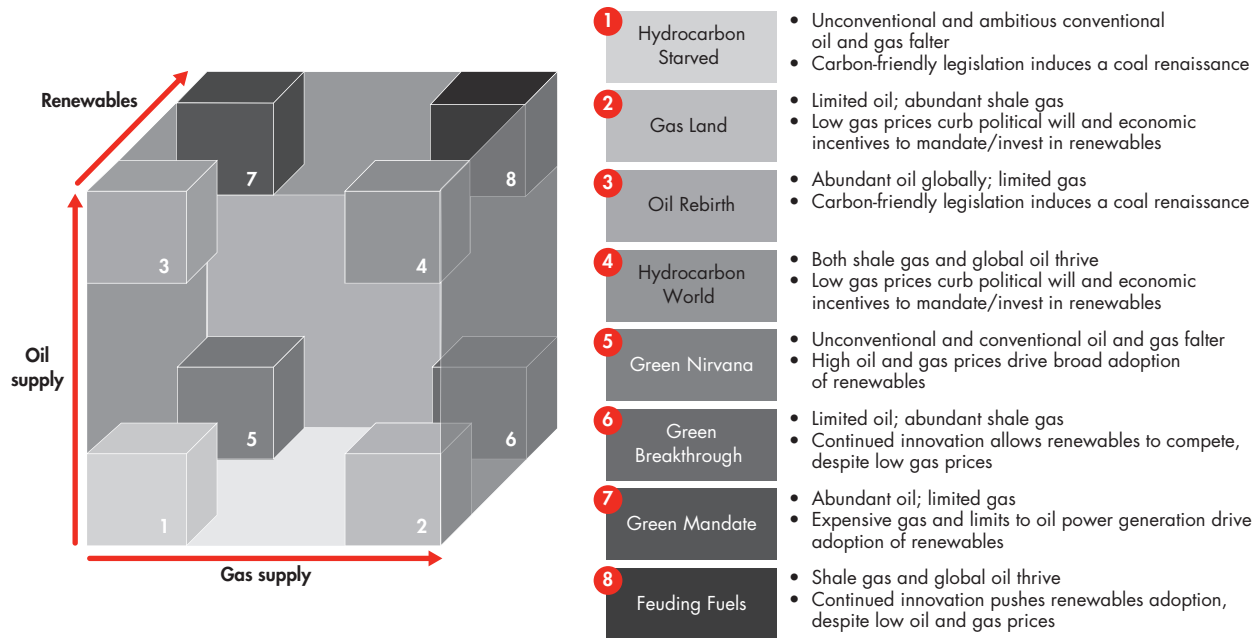 Renewables
Oil
supply
Gas supply
7
8
3
4
5
6
1
2
1
Hydrocarbon
Starved
• Unconventional and ambitious conventional
oil and gas falter
• Carbon-friendly legislation induces a coal renaissance
2
Gas Land
• Limited oil; abundant shale gas
• Low gas prices curb political will and economic
incentives to mandate/invest in renewables
3
Oil Rebirth
• Abundant oil globally; limited gas
• Carbon-friendly legislation induces a coal renaissance
4
Hydrocarbon
World
• Both shale gas and global oil thrive
• Low gas prices curb political will and economic
incentives to mandate/invest in renewables
5
Green Nirvana
• Unconventional and conventional oil and gas falter
• High oil and gas prices drive broad adoption
of renewables
6
Green
Breakthrough
• Limited oil; abundant shale gas
• Continued innovation allows renewables to compete,
despite low gas prices
7
Green Mandate
• Abundant oil; limited gas
• Expensive gas and limits to oil power generation drive
adoption of renewables
8
Feuding Fuels
• Shale gas and global oil thrive
• Continued innovation pushes renewables adoption,
despite low oil and gas prices